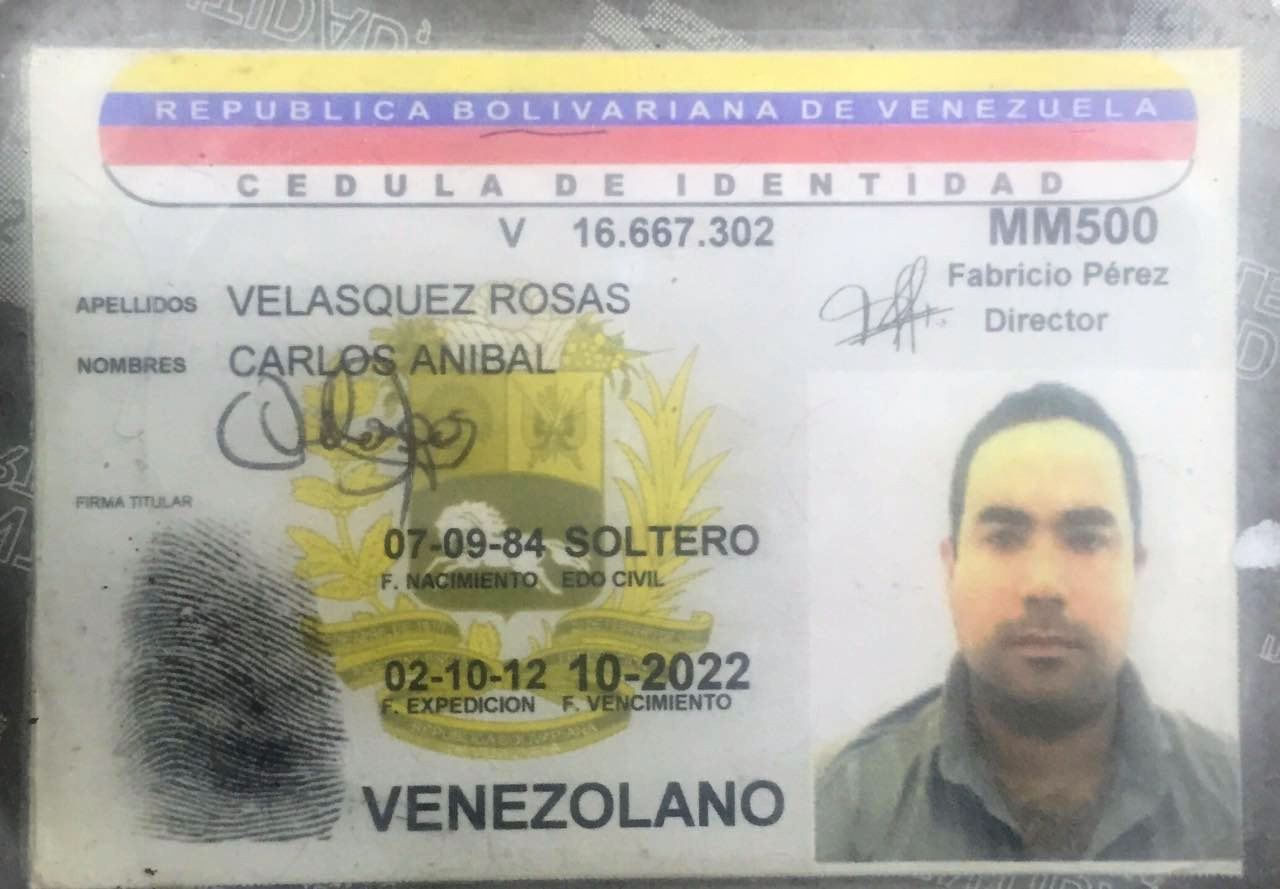 REPUBLICA BOLIVARIANA DE VENEZUELA
CEDULA DE IDENTIDAD
V 16.667.302
MM500
Fabricio Pérez
Director
APELLIDOS VELASQUEZ ROSAS
NOMBRES CARLOS ANIBAL
FIRMA TITULAR
07-09-84 SOLTERO
F. NACIMIENTO EDO CIVIL
02-10-12 10-2022
F. EXPEDICION F. VENCIMIENTO
VENEZOLANO